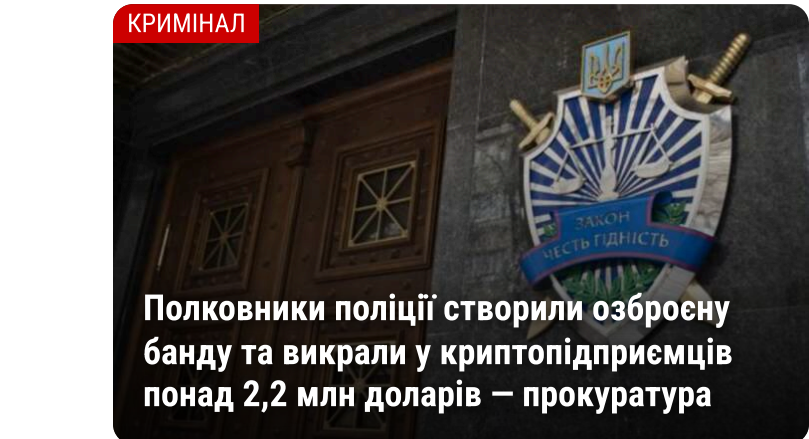 КРИМІНАЛ
ЗАКОН
ЧЕСТЬ ГІДНІСТЬ
Полковники поліції створили озброєну
банду та викрали у криптопідприємців
понад 2,2 млн доларів — прокуратура